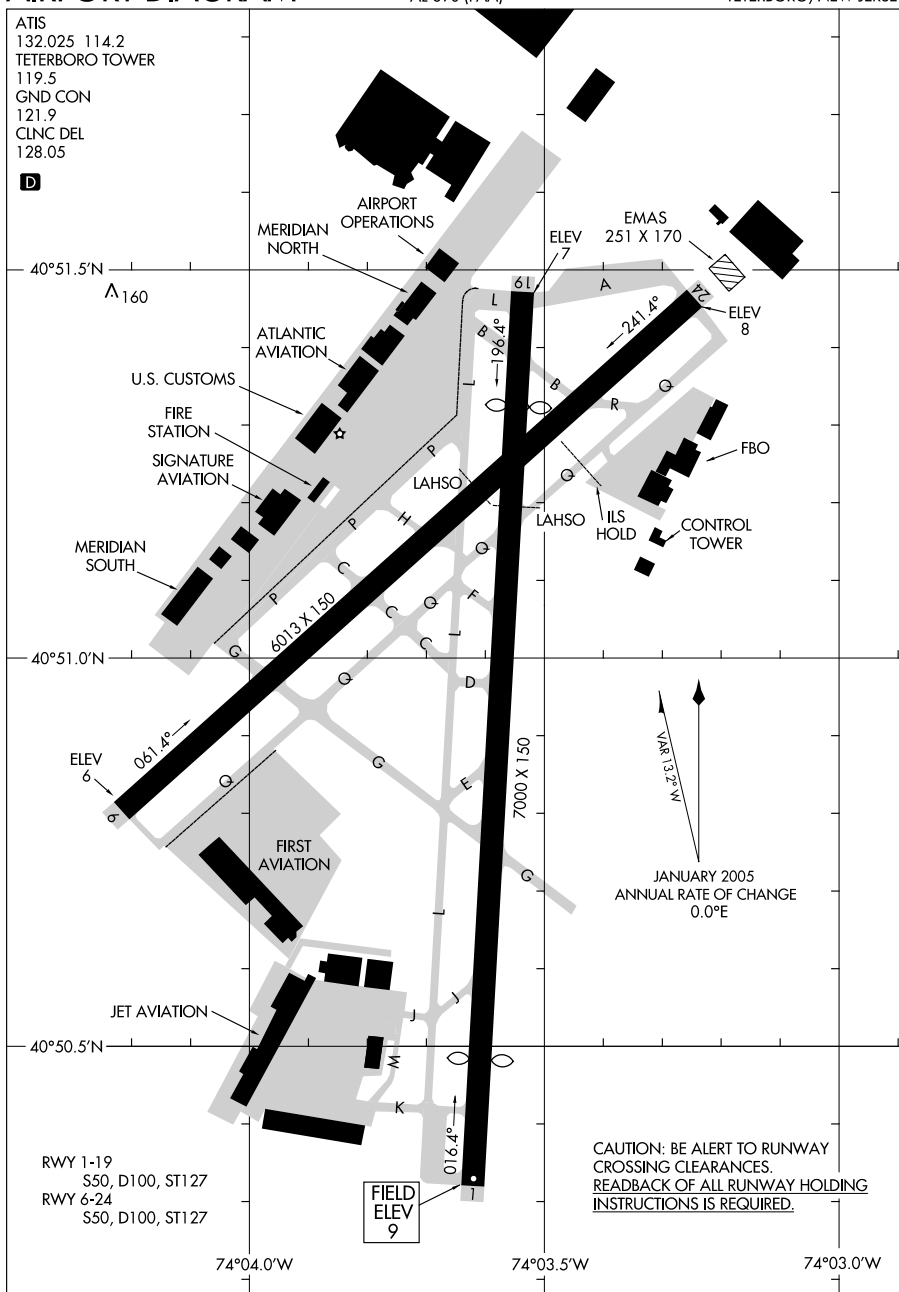 ATIS
132.025 114.2
TETERBORO TOWER
119.5
GND CON
121.9
CLNC DEL
128.05
D
AIRPORT
OPERATIONS
MERIDIAN
NORTH
EMAS
251 X 170
ELEV
7
40°51.5'N
160
19
A
24
ELEV
8
L
B
196.4°
241.4°
ATLANTIC
AVIATION
U.S. CUSTOMS
FIRE
STATION
SIGNATURE
AVIATION
MERIDIAN
SOUTH
L
B
R
Q
FBO
P
LAHSO
Q
LAHSO
ILS
HOLD
CONTROL
TOWER
P
H
Q
C
P
C
Q
F
6013 X 150
C
L
40°51.0'N
G
Q
D
061.4°
ELEV
6
6
Q
G
E
7000 X 150
G
VAR 13.2° W
JANUARY 2005
ANNUAL RATE OF CHANGE
0.0°E
FIRST
AVIATION
L
JET AVIATION
J
J
40°50.5'N
M
K
016.4°
RWY 1-19
S50, D100, ST127
RWY 6-24
S50, D100, ST127
1
FIELD
ELEV
9
CAUTION: BE ALERT TO RUNWAY
CROSSING CLEARANCES.
READBACK OF ALL RUNWAY HOLDING
INSTRUCTIONS IS REQUIRED.
74°04.0'W
74°03.5'W
74°03.0'W